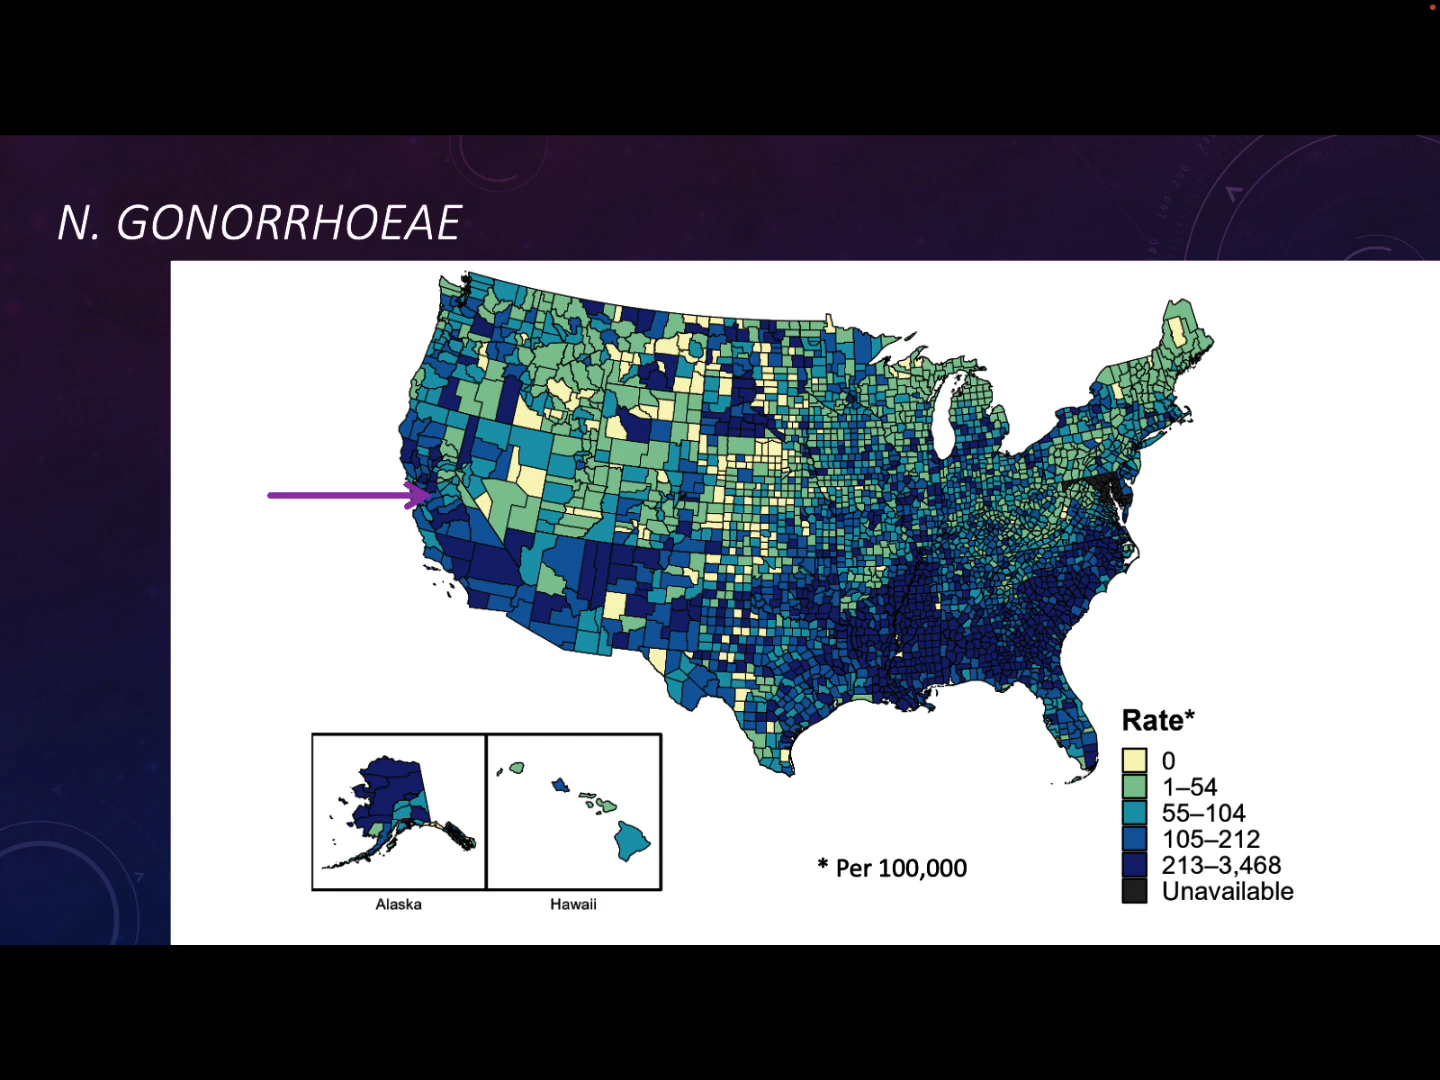 N. GONORRHOEAE
Rate*
0
1–54
55–104
105–212
213–3,468
Unavailable
* Per 100,000
Alaska
Hawaii